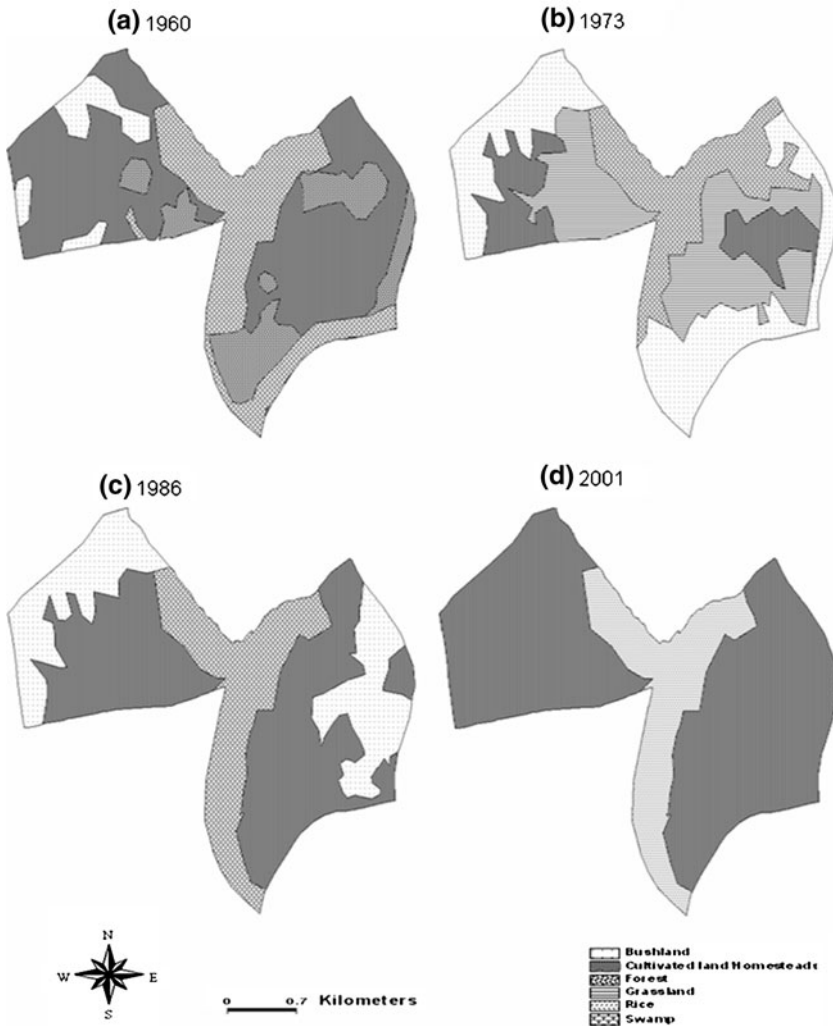 (a) 1960
(b) 1973
(c) 1986
(d) 2001
N
W E
S
0 0.7 Kilometers
Bushland
Cultivated land Homesteads
Forest
Grassland
Rice
Swamp